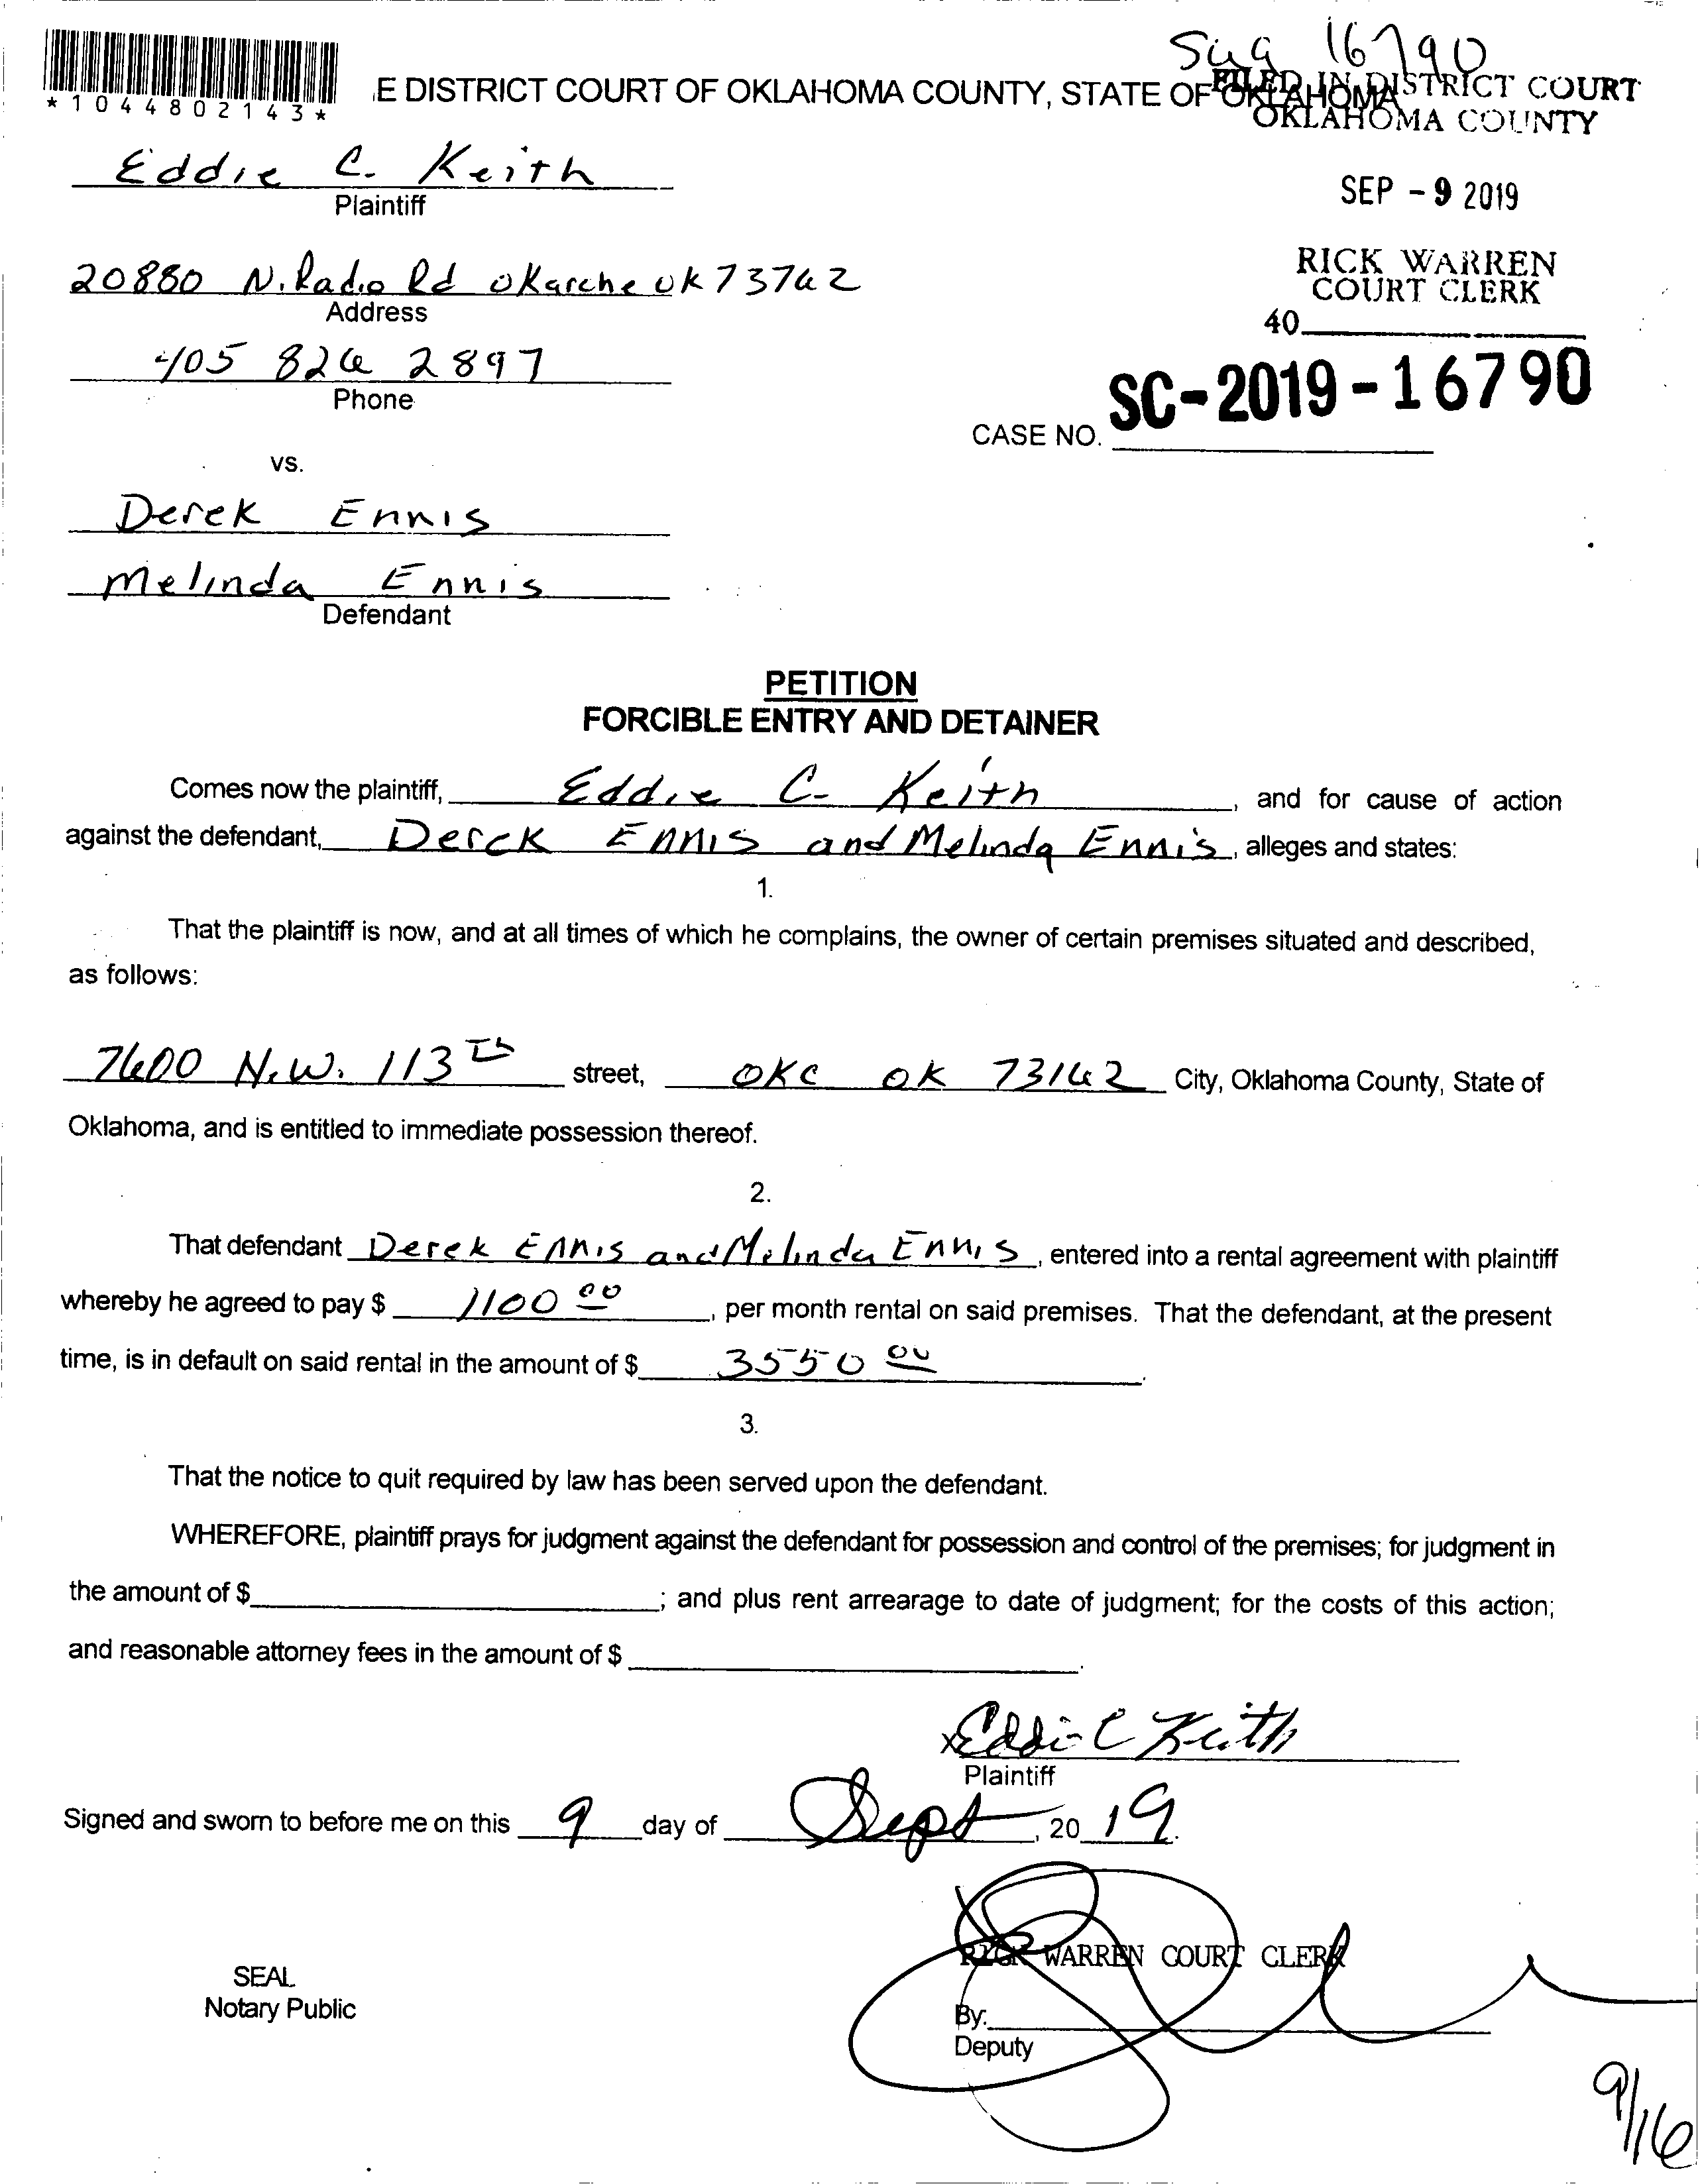 Sug 16790
*1044802143*
E DISTRICT COURT OF OKLAHOMA COUNTY, STATE OF OKLAHOMA
FILED IN DISTRICT COURT
OKLAHOMA COUNTY
Eddie C. Keith
Plaintiff
SEP - 9 2019
20880 N. Radio Rd Okarche OK 73762
Address
RICK WARREN
COURT CLERK
40
405 826 2897
Phone
CASE NO. SC-2019-16790
vs.
Derek Ennis
Melinda Ennis
Defendant
PETITION
FORCIBLE ENTRY AND DETAINER
Comes now the plaintiff, Eddie C. Keith, and for cause of action
against the defendant, Derek Ennis and Melinda Ennis, alleges and states:
1.
That the plaintiff is now, and at all times of which he complains, the owner of certain premises situated and described,
as follows:
7600 N.W. 113th street, OKC OK 73162 City, Oklahoma County, State of
Oklahoma, and is entitled to immediate possession thereof.
2.
That defendant Derek Ennis and Melinda Ennis, entered into a rental agreement with plaintiff
whereby he agreed to pay $ 1100 00, per month rental on said premises. That the defendant, at the present
time, is in default on said rental in the amount of $ 3550 00.
3.
That the notice to quit required by law has been served upon the defendant.
WHEREFORE, plaintiff prays for judgment against the defendant for possession and control of the premises; for judgment in
the amount of $ ; and plus rent arrearage to date of judgment; for the costs of this action;
and reasonable attorney fees in the amount of $ .
x Eddie C Keith
Plaintiff
Signed and sworn to before me on this 9 day of Sept, 20 19.
RICK WARREN COURT CLERK
SEAL
Notary Public
By:
Deputy
9/16